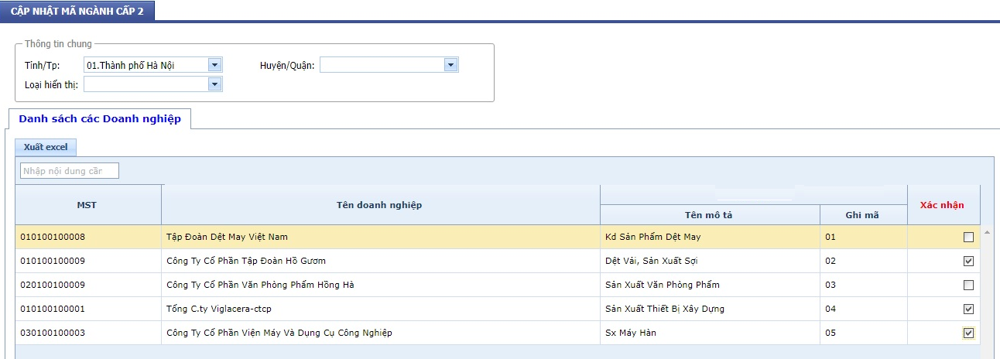 CẬP NHẬT MÃ NGÀNH CẤP 2
Thông tin chung
Tỉnh/Tp: 01.Thành phố Hà Nội Huyện/Quận:
Loại hiển thị:
Danh sách các Doanh nghiệp
Xuất excel
Nhập nội dung cần
MST Tên doanh nghiệp Xác nhận
Tên mô tả Ghi mã
010100100008 Tập Đoàn Dệt May Việt Nam Kd Sản Phẩm Dệt May 01
010100100009 Công Ty Cổ Phần Tập Đoàn Hồ Gươm Dệt Vải, Sản Xuất Sợi 02
020100100009 Công Ty Cổ Phần Văn Phòng Phẩm Hồng Hà Sản Xuất Văn Phòng Phẩm 03
010100100001 Tổng C.ty Viglacera-ctcp Sản Xuất Thiết Bị Xây Dựng 04
030100100003 Công Ty Cổ Phần Viện Máy Và Dụng Cụ Công Nghiệp Sx Máy Hàn 05